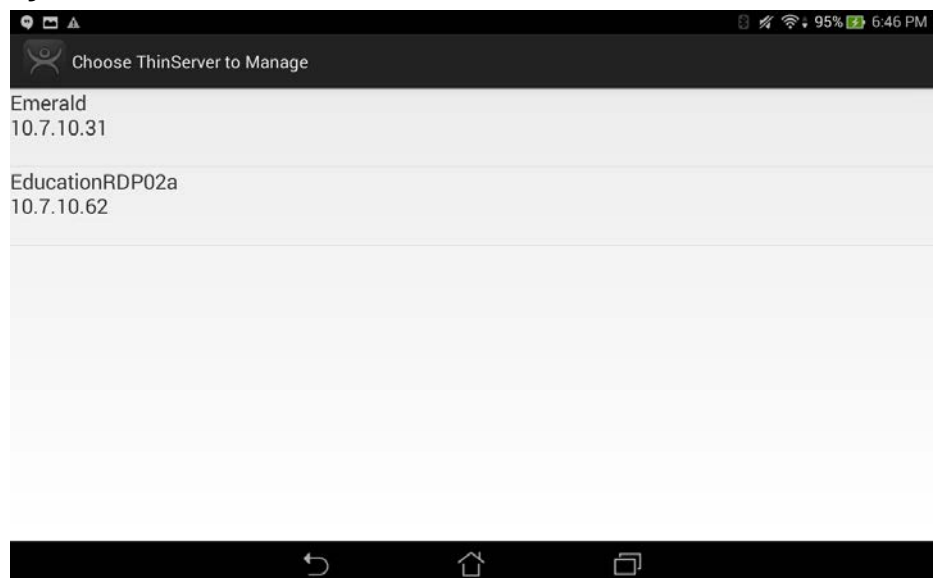 95% 6:46 PM
Choose ThinServer to Manage
Emerald
10.7.10.31
EducationRDP02a
10.7.10.62